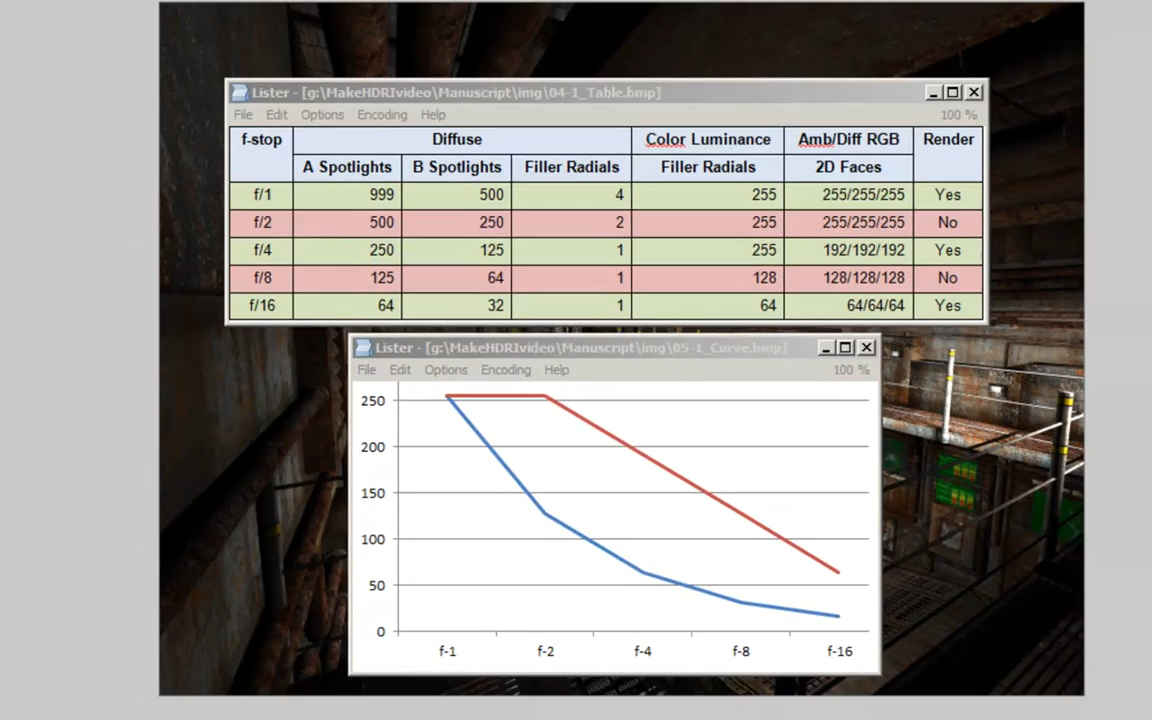 Lister - [g:\MakeHDRIvideo\Manuscript\img\04-1_Table.bmp]
File Edit Options Encoding Help 100 %
f-stop Diffuse Color Luminance Amb/Diff RGB Render
A Spotlights B Spotlights Filler Radials Filler Radials 2D Faces
f/1 999 500 4 255 255/255/255 Yes
f/2 500 250 2 255 255/255/255 No
f/4 250 125 1 255 192/192/192 Yes
f/8 125 64 1 128 128/128/128 No
f/16 64 32 1 64 64/64/64 Yes
Lister - [g:\MakeHDRIvideo\Manuscript\img\05-1_Curve.bmp]
File Edit Options Encoding Help 100 %
250
200
150
100
50
0
f-1 f-2 f-4 f-8 f-16